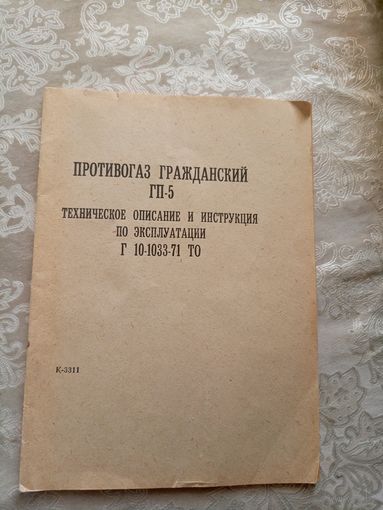 ПРОТИВОГАЗ ГРАЖДАНСКИЙ
ГП-5
ТЕХНИЧЕСКОЕ ОПИСАНИЕ И ИНСТРУКЦИЯ
ПО ЭКСПЛУАТАЦИИ
Г 10-1033-71 ТО
К-3311